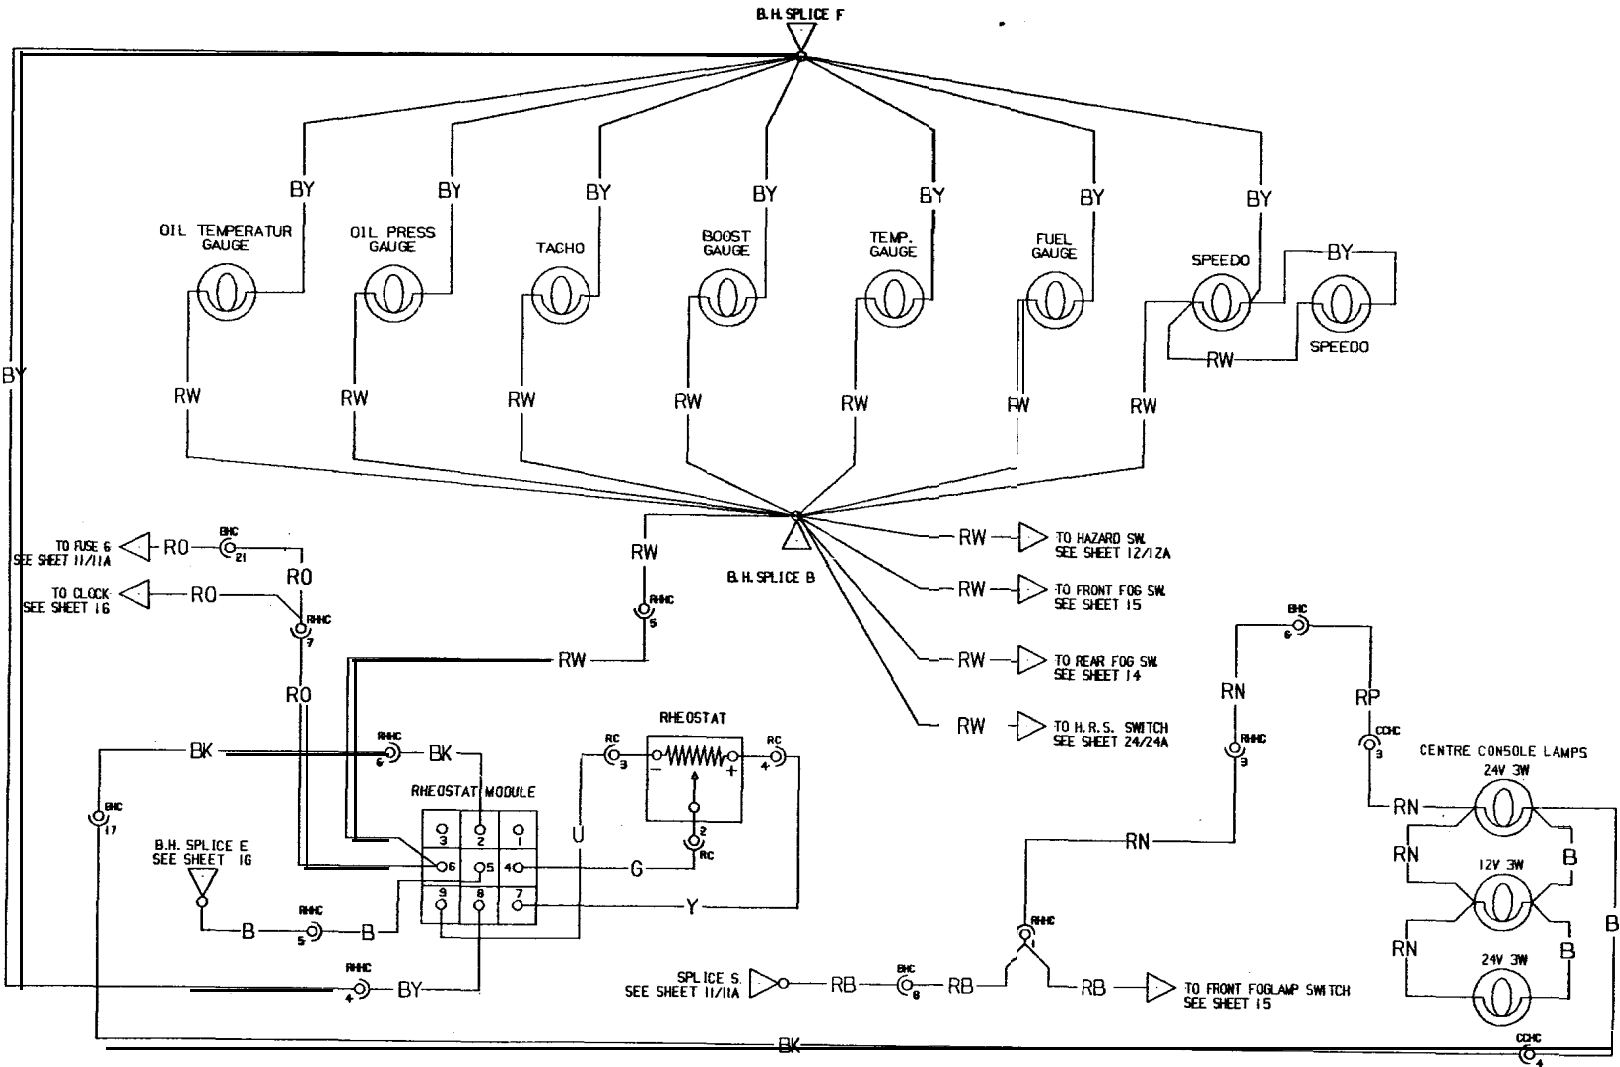 B.H. SPLICE F
BY
BY
BY
BY
BY
BY
BY
OIL TEMPERATUR
GAUGE
OIL PRESS
GAUGE
TACHO
BOOST
GAUGE
TEMP.
GAUGE
FUEL
GAUGE
SPEEDO
BY
SPEEDO
RW
BY
RW
RW
RW
RW
RW
RW
RW
B.H. SPLICE B
TO FUSE 6
SEE SHEET 11/11A
RO
BHC
21
RO
TO CLOCK
SEE SHEET 16
RO
RHHC
7
RO
RW
RHHC
5
RW
RW
TO HAZARD SW.
SEE SHEET 12/12A
RW
TO FRONT FOG SW.
SEE SHEET 15
RW
TO REAR FOG SW.
SEE SHEET 14
RW
TO H.R.S. SWITCH
SEE SHEET 24/24A
BHC
6
RN
RP
RHHC
3
CCHC
3
RN
BK
RHHC
6
BK
BHC
17
RHEOSTAT
RC
3
-
+
RC
4
2
RC
U
G
Y
RHEOSTAT MODULE
3
2
1
6
5
4
9
8
7
B.H. SPLICE E
SEE SHEET 16
B
RHHC
5
B
RHHC
4
BY
SPLICE S.
SEE SHEET 11/11A
RB
BHC
8
RB
RHHC
1
RB
TO FRONT FOGLAMP SWITCH
SEE SHEET 15
CENTRE CONSOLE LAMPS
24V 3W
RN
RN
B
12V 3W
RN
B
B
24V 3W
BK
CCHC
4